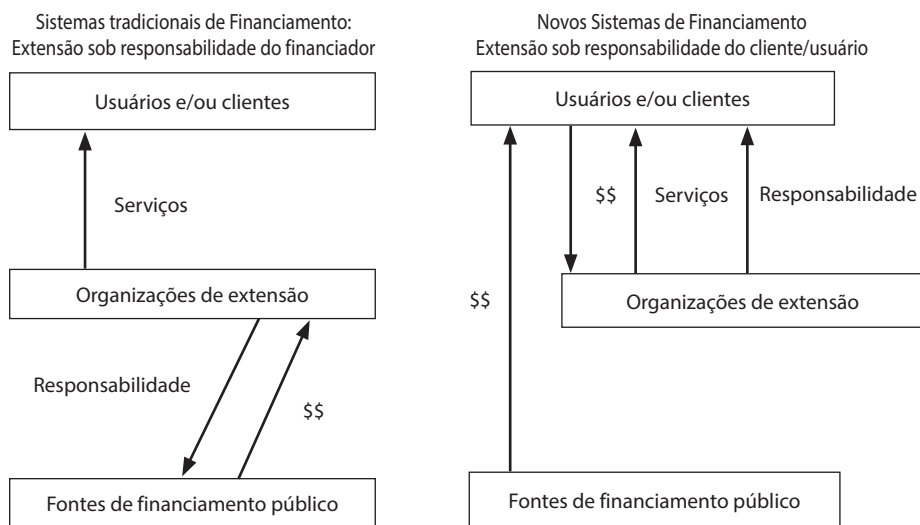 Sistemas tradicionais de Financiamento:
Extensão sob responsabilidade do financiador
Usuários e/ou clientes
Serviços
Organizações de extensão
Responsabilidade
$$
Fontes de financiamento público
Novos Sistemas de Financiamento
Extensão sob responsabilidade do cliente/usuário
Usuários e/ou clientes
$$
Serviços
Responsabilidade
$$
Organizações de extensão
Fontes de financiamento público